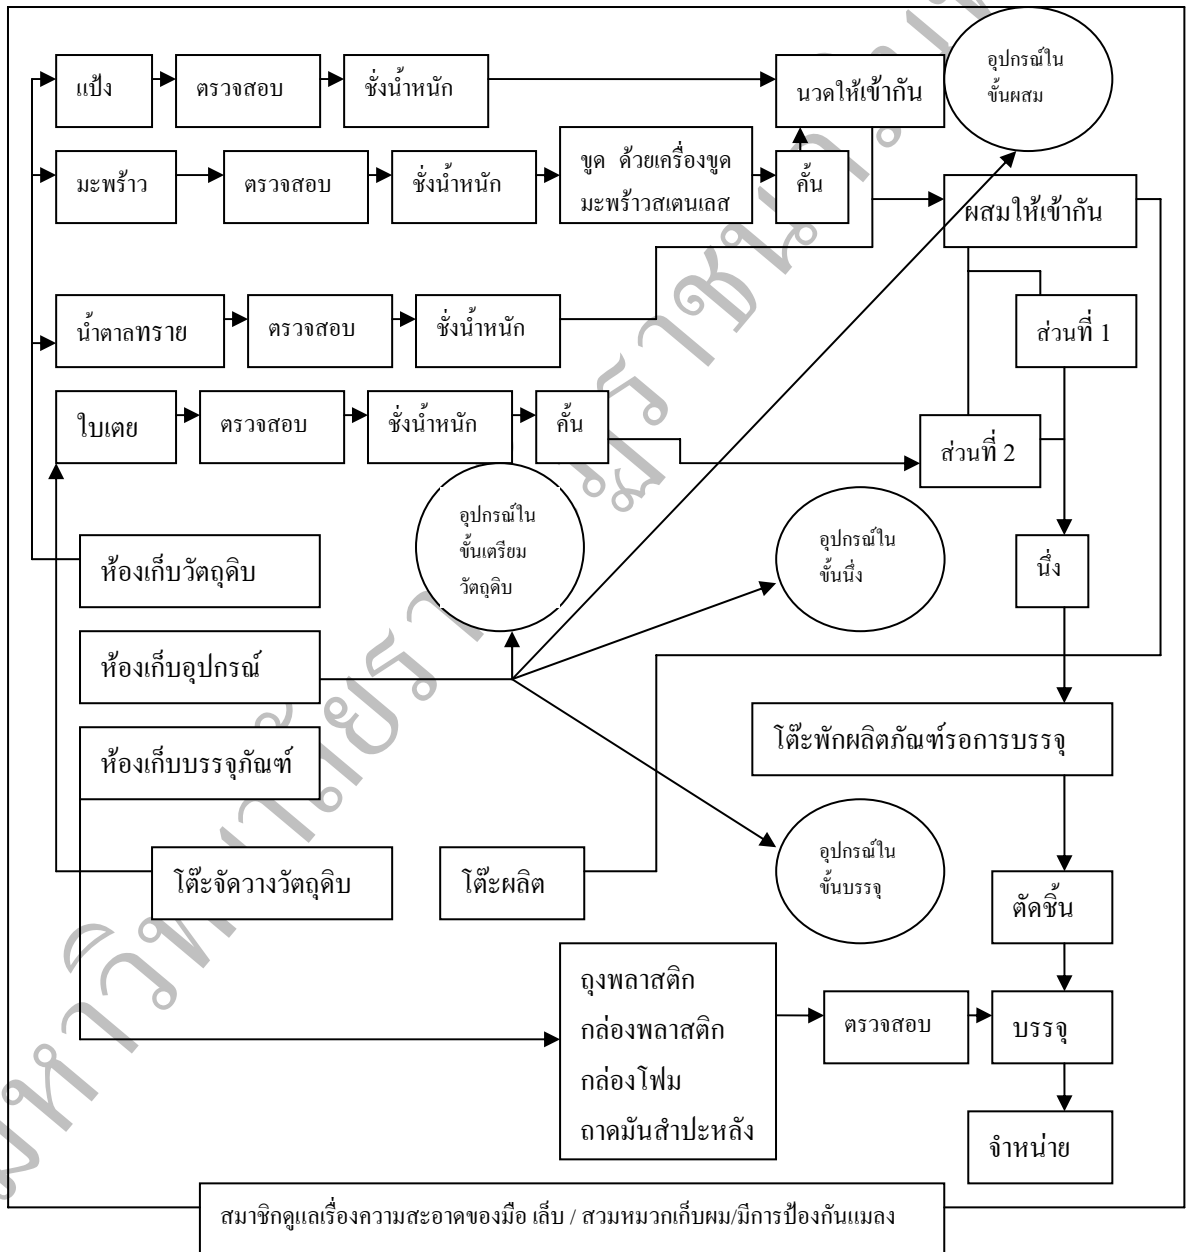 แป้ง
ตรวจสอบ
ชั่งน้ำหนัก
นวดให้เข้ากัน
อุปกรณ์ใน
ขั้นผสม
มะพร้าว
ตรวจสอบ
ชั่งน้ำหนัก
ขูด ด้วยเครื่องขูด
มะพร้าวสเตนเลส
คั้น
ผสมให้เข้ากัน
น้ำตาลทราย
ตรวจสอบ
ชั่งน้ำหนัก
ส่วนที่ 1
ใบเตย
ตรวจสอบ
ชั่งน้ำหนัก
คั้น
ส่วนที่ 2
อุปกรณ์ใน
ขั้นเตรียม
วัตถุดิบ
อุปกรณ์ใน
ขั้นนึ่ง
นึ่ง
ห้องเก็บวัตถุดิบ
ห้องเก็บอุปกรณ์
ห้องเก็บบรรจุภัณฑ์
โต๊ะพักผลิตภัณฑ์รอการบรรจุ
โต๊ะจัดวางวัตถุดิบ
โต๊ะผลิต
อุปกรณ์ใน
ขั้นบรรจุ
ตัดชิ้น
ถุงพลาสติก
กล่องพลาสติก
กล่องโฟม
ถาดมันสำปะหลัง
ตรวจสอบ
บรรจุ
จำหน่าย
สมาชิกดูแลเรื่องความสะอาดของมือ เล็บ / สวมหมวกเก็บผม/มีการป้องกันแมลง